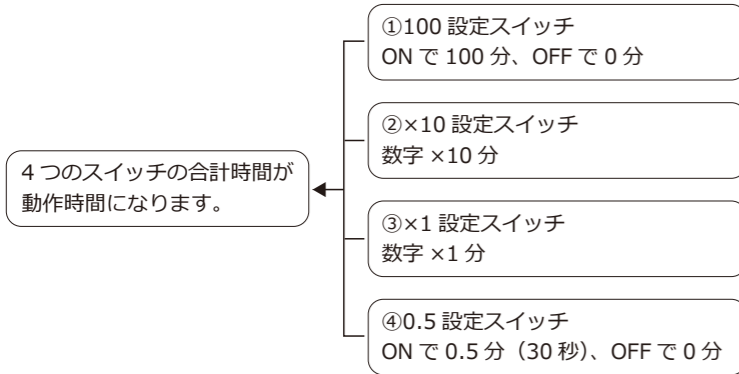 ①100 設定スイッチ
ON で 100 分、OFF で 0 分
②×10 設定スイッチ
数字 ×10 分
4 つのスイッチの合計時間が
動作時間になります。
③×1 設定スイッチ
数字 ×1 分
④0.5 設定スイッチ
ON で 0.5 分（30 秒）、OFF で 0 分